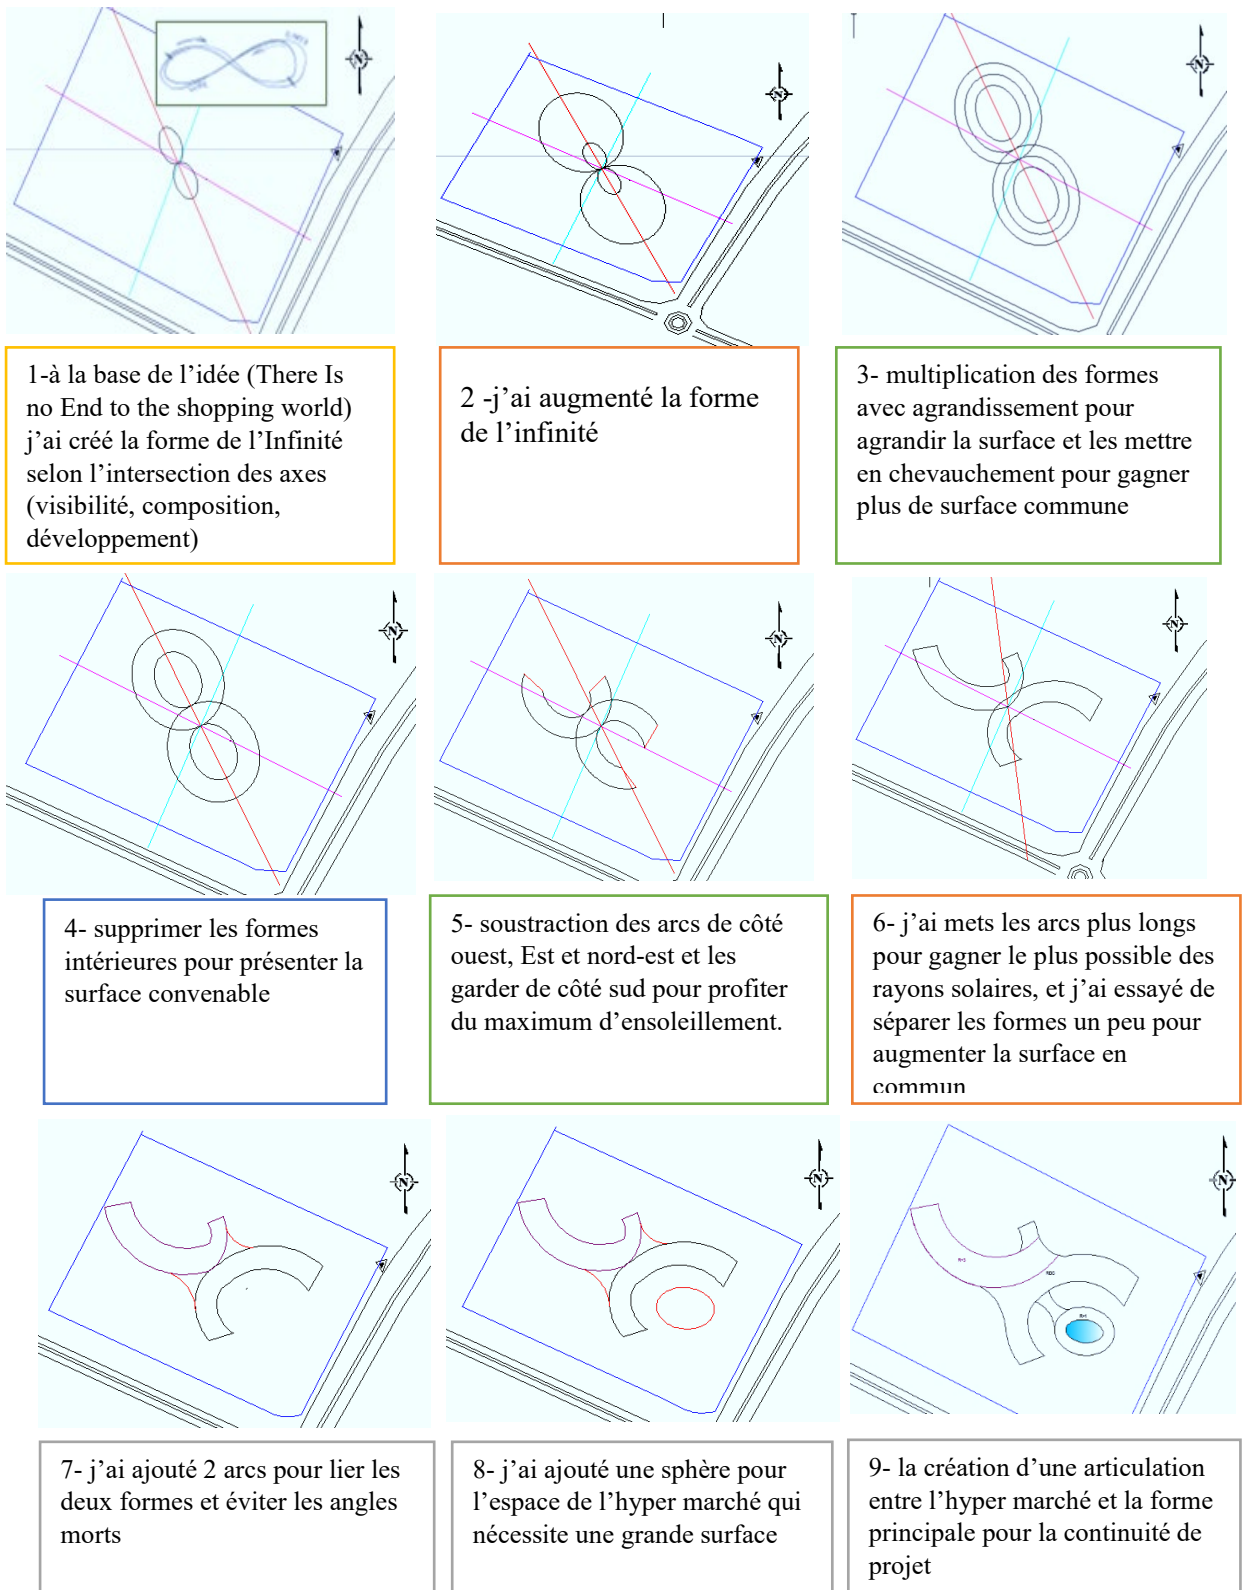 N
N
N
1-à la base de l’idée (There Is
no End to the shopping world)
j’ai créé la forme de l’Infinité
selon l’intersection des axes
(visibilité, composition,
développement)
2 -j’ai augmenté la forme
de l’infinité
3- multiplication des formes
avec agrandissement pour
agrandir la surface et les mettre
en chevauchement pour gagner
plus de surface commune
N
N
N
4- supprimer les formes
intérieures pour présenter la
surface convenable
5- soustraction des arcs de côté
ouest, Est et nord-est et les
garder de côté sud pour profiter
du maximum d’ensoleillement.
6- j’ai mets les arcs plus longs
pour gagner le plus possible des
rayons solaires, et j’ai essayé de
séparer les formes un peu pour
augmenter la surface en
commun
N
N
N
7- j’ai ajouté 2 arcs pour lier les
deux formes et éviter les angles
morts
8- j’ai ajouté une sphère pour
l’espace de l’hyper marché qui
nécessite une grande surface
9- la création d’une articulation
entre l’hyper marché et la forme
principale pour la continuité de
projet